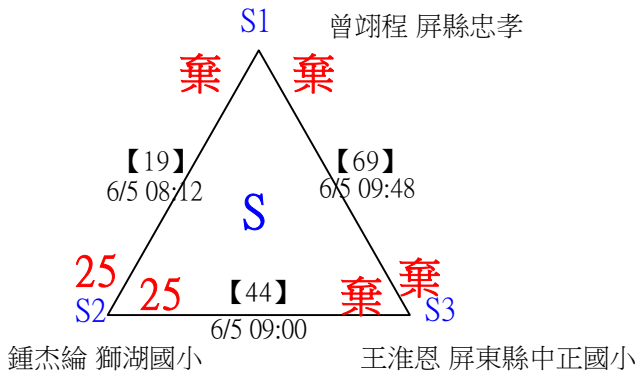 S1
曾翊程 屏縣忠孝
棄 棄
【19】
6/5 08:12
【69】
6/5 09:48
S
25
25
【44】
6/5 09:00
棄
棄
S2
S3
鍾杰綸 獅湖國小
王淮恩 屏東縣中正國小